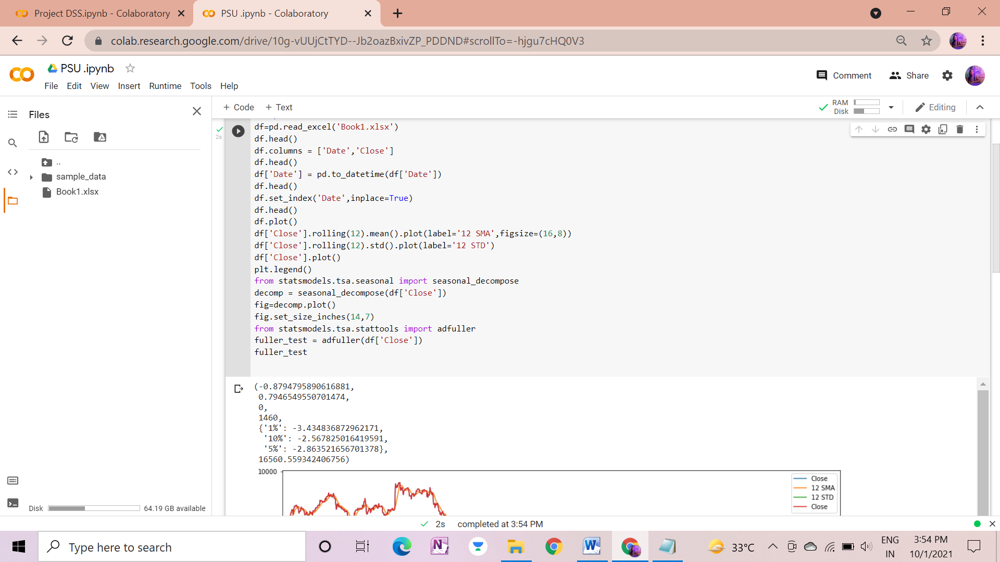 Project DSS.ipynb - Colaboratory
PSU .ipynb - Colaboratory
colab.research.google.com/drive/10g-vUUjCtTYD--Jb2oazBxivZP_PDDND#scrollTo=-hjgu7cHQ0V3
PSU .ipynb
File Edit View Insert Runtime Tools Help
Comment
Share
Files
+ Code + Text
RAM
Disk
Editing
..
sample_data
Book1.xlsx
2s
df=pd.read_excel('Book1.xlsx')
df.head()
df.columns = ['Date','Close']
df.head()
df['Date'] = pd.to_datetime(df['Date'])
df.head()
df.set_index('Date',inplace=True)
df.head()
df.plot()
df['Close'].rolling(12).mean().plot(label='12 SMA',figsize=(16,8))
df['Close'].rolling(12).std().plot(label='12 STD')
df['Close'].plot()
plt.legend()
from statsmodels.tsa.seasonal import seasonal_decompose
decomp = seasonal_decompose(df['Close'])
fig=decomp.plot()
fig.set_size_inches(14,7)
from statsmodels.tsa.stattools import adfuller
fuller_test = adfuller(df['Close'])
fuller_test
(-0.8794795890616881,
0.7946549550701474,
0,
1460,
{'1%': -3.434836872962171,
'10%': -2.567825016419591,
'5%': -2.863521656701378},
16560.559342406756)
10000
Close
12 SMA
12 STD
Close
Disk
64.19 GB available
2s completed at 3:54 PM
Type here to search
33°C
ENG
IN
3:54 PM
10/1/2021